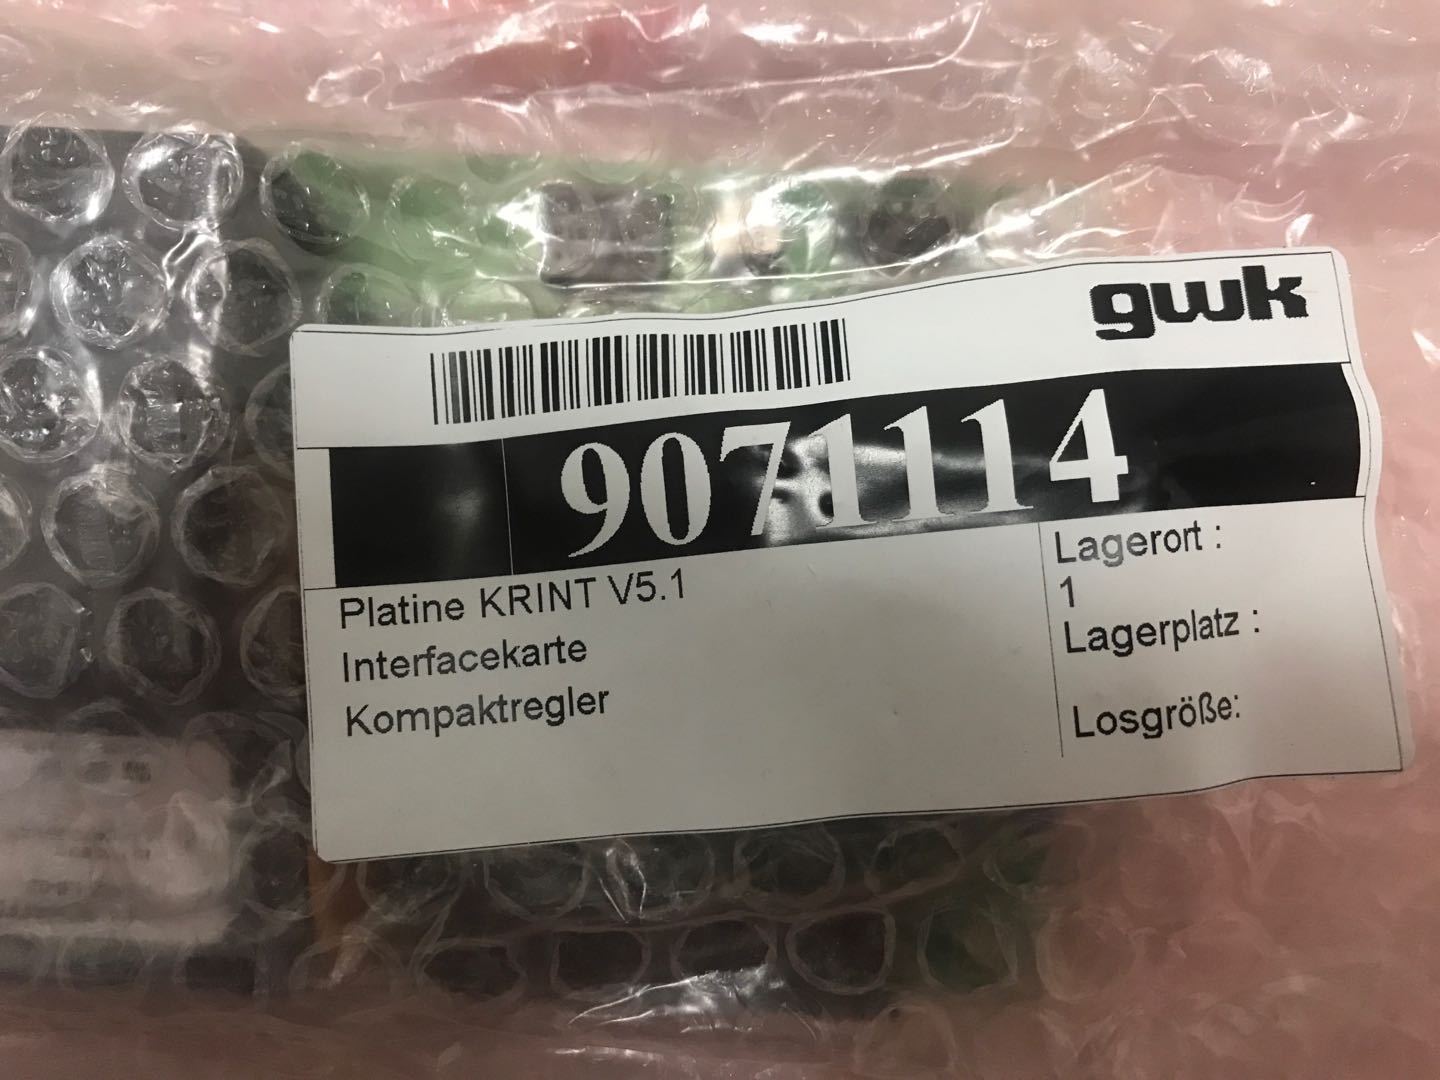 gwk
9071114
Platine KRINT V5.1
Interfacekarte
Kompaktregler
Lagerort :
1
Lagerplatz :
Losgröße: